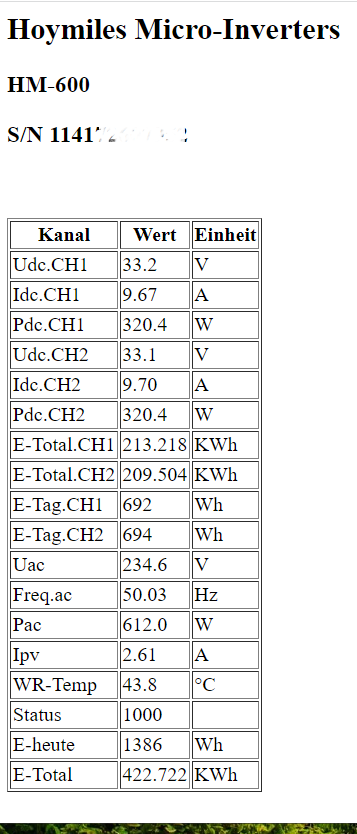 Hoymiles Micro-Inverters
HM-600
S/N 1141
Kanal Wert Einheit
Udc.CH1 33.2 V
Idc.CH1 9.67 A
Pdc.CH1 320.4 W
Udc.CH2 33.1 V
Idc.CH2 9.70 A
Pdc.CH2 320.4 W
E-Total.CH1 213.218 KWh
E-Total.CH2 209.504 KWh
E-Tag.CH1 692 Wh
E-Tag.CH2 694 Wh
Uac 234.6 V
Freq.ac 50.03 Hz
Pac 612.0 W
Ipv 2.61 A
WR-Temp 43.8 °C
Status 1000
E-heute 1386 Wh
E-Total 422.722 KWh